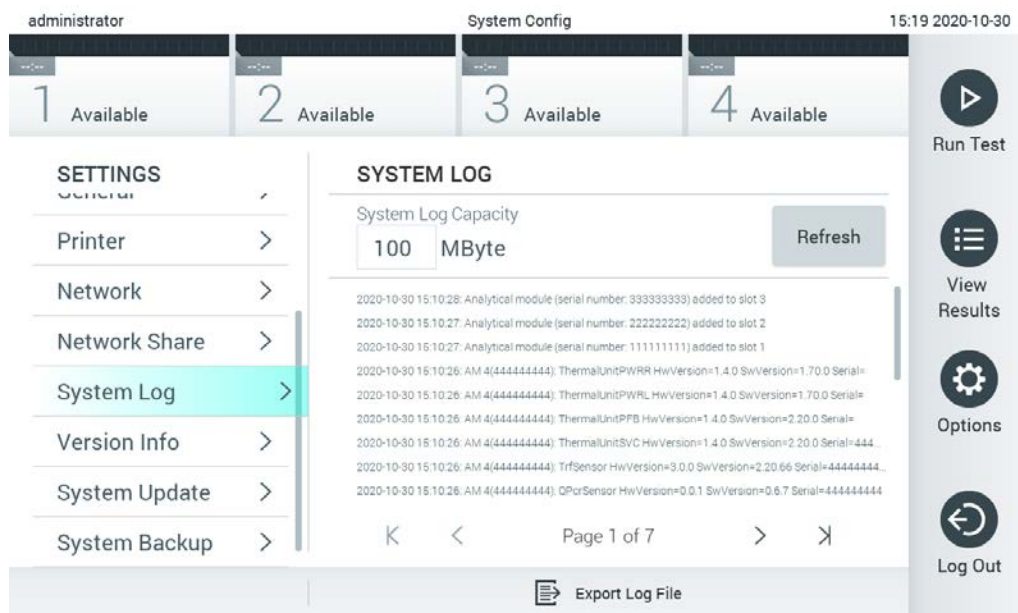 administrator
System Config
15:19 2020-10-30
--:--
--:--
--:--
--:--
1 Available
2 Available
3 Available
4 Available
Run Test
View
Results
Options
Log Out
SETTINGS
General
Printer
Network
Network Share
System Log
Version Info
System Update
System Backup
SYSTEM LOG
System Log Capacity
100 MByte
Refresh
2020-10-30 15:10:28: Analytical module (serial number: 333333333) added to slot 3
2020-10-30 15:10:27: Analytical module (serial number: 222222222) added to slot 2
2020-10-30 15:10:27: Analytical module (serial number: 111111111) added to slot 1
2020-10-30 15:10:26: AM 4(444444444): ThermalUnitPWRR HwVersion=1.4.0 SwVersion=1.70.0 Serial=
2020-10-30 15:10:26: AM 4(444444444): ThermalUnitPWRL HwVersion=1.4.0 SwVersion=1.70.0 Serial=
2020-10-30 15:10:26: AM 4(444444444): ThermalUnitPFB HwVersion=1.4.0 SwVersion=2.20.0 Serial=
2020-10-30 15:10:26: AM 4(444444444): ThermalUnitSVC HwVersion=1.4.0 SwVersion=2.20.0 Serial=444...
2020-10-30 15:10:26: AM 4(444444444): TrfSensor HwVersion=3.0.0 SwVersion=2.20.66 Serial=44444444...
2020-10-30 15:10:26: AM 4(444444444): QPcrSensor HwVersion=0.0.1 SwVersion=0.6.7 Serial=444444444
Page 1 of 7
Export Log File